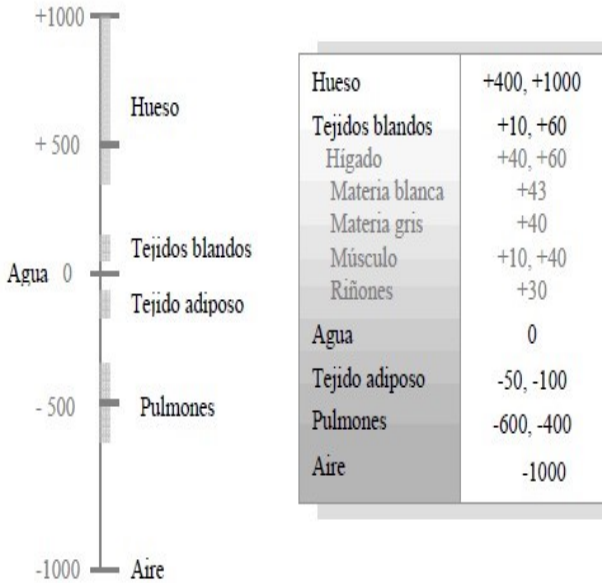 +1000
Hueso
+ 500
Tejidos blandos
Agua 0
Tejido adiposo
- 500
Pulmones
-1000 Aire
Hueso +400, +1000
Tejidos blandos +10, +60
Hígado +40, +60
Materia blanca +43
Materia gris +40
Músculo +10, +40
Riñones +30
Agua 0
Tejido adiposo -50, -100
Pulmones -600, -400
Aire -1000